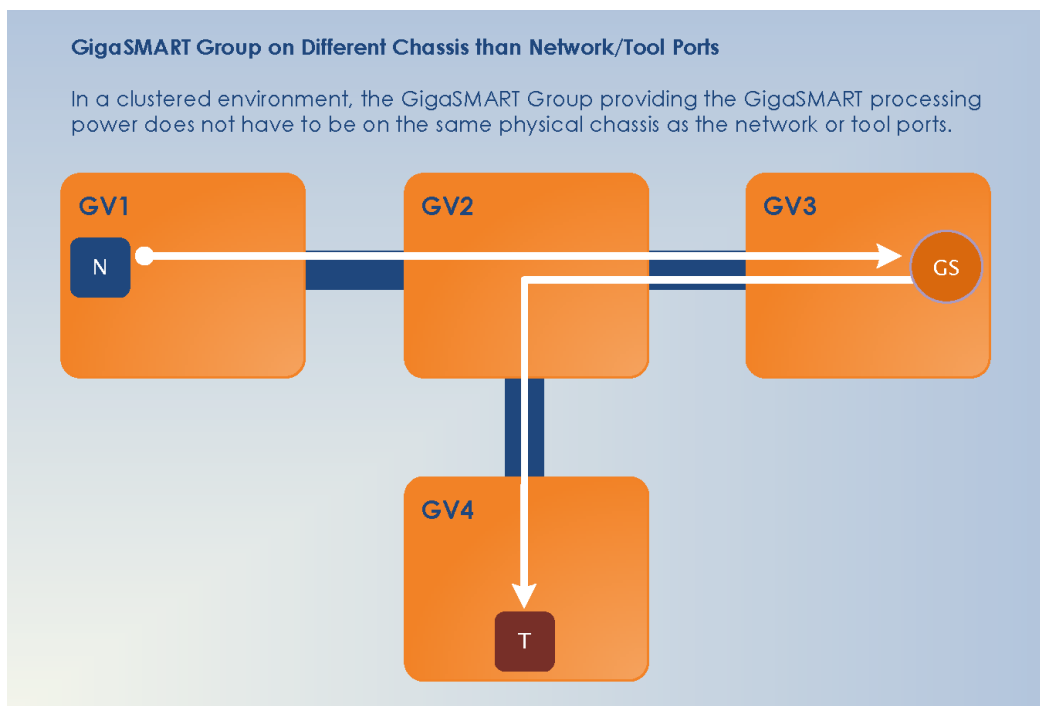 GigaSMART Group on Different Chassis than Network/Tool Ports
In a clustered environment, the GigaSMART Group providing the GigaSMART processing
power does not have to be on the same physical chassis as the network or tool ports.
GV1
GV2
GV3
N
GS
GV4
T